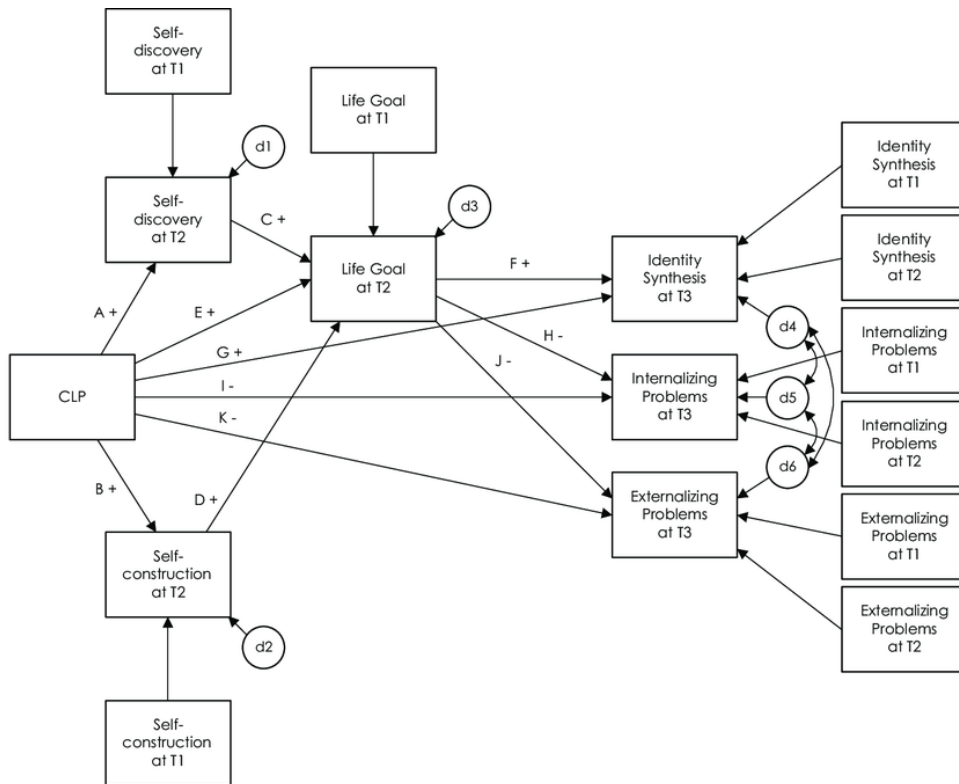 Self-
discovery
at T1
Life Goal
at T1
Identity
Synthesis
at T1
d1
Self-
discovery
at T2
C +
d3
Life Goal
at T2
F +
Identity
Synthesis
at T3
Identity
Synthesis
at T2
A +
E +
G +
H -
J -
d4
Internalizing
Problems
at T1
CLP
I -
K -
Internalizing
Problems
at T3
d5
Internalizing
Problems
at T2
d6
B +
D +
Externalizing
Problems
at T3
Externalizing
Problems
at T1
Self-
construction
at T2
d2
Externalizing
Problems
at T2
Self-
construction
at T1